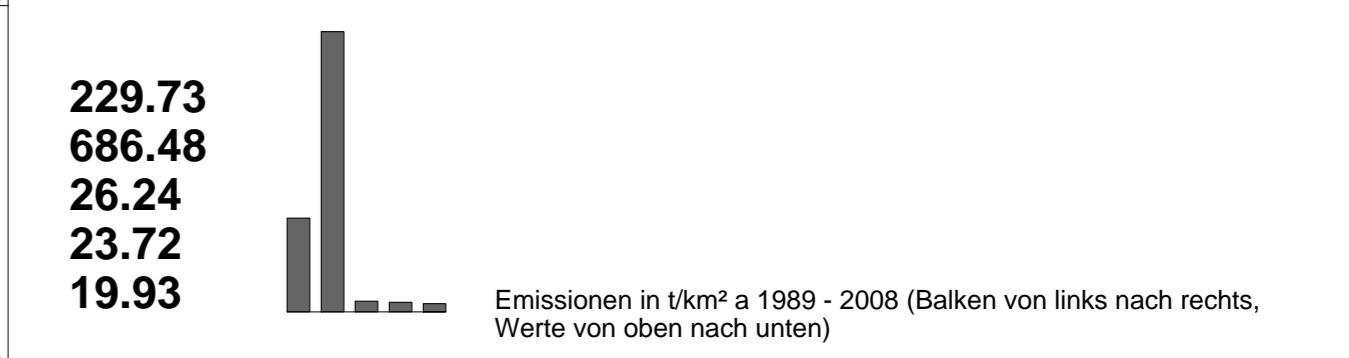 229.73
686.48
26.24
23.72
19.93
Emissionen in t/km² a 1989 - 2008 (Balken von links nach rechts,
Werte von oben nach unten)